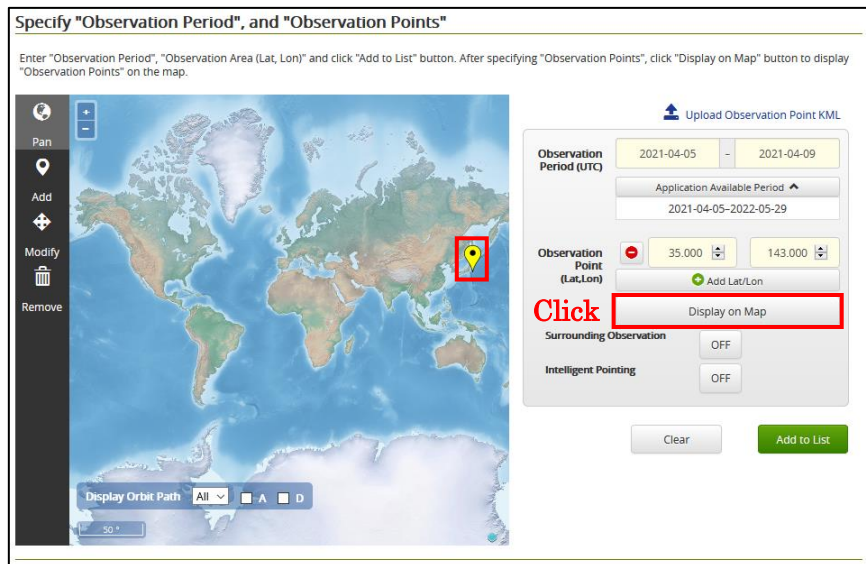 Specify "Observation Period", and "Observation Points"
Enter "Observation Period", "Observation Area (Lat, Lon)" and click "Add to List" button. After specifying "Observation Points", click "Display on Map" button to display
"Observation Points" on the map.
Pan
Add
Modify
Remove
+
−
Display Orbit Path All A D
50 °
Upload Observation Point KML
Observation
Period (UTC)
2021-04-05 - 2021-04-09
Application Available Period
2021-04-05–2022-05-29
Observation
Point
(Lat,Lon)
35.000 143.000
Add Lat/Lon
Click
Display on Map
Surrounding Observation OFF
Intelligent Pointing OFF
Clear Add to List